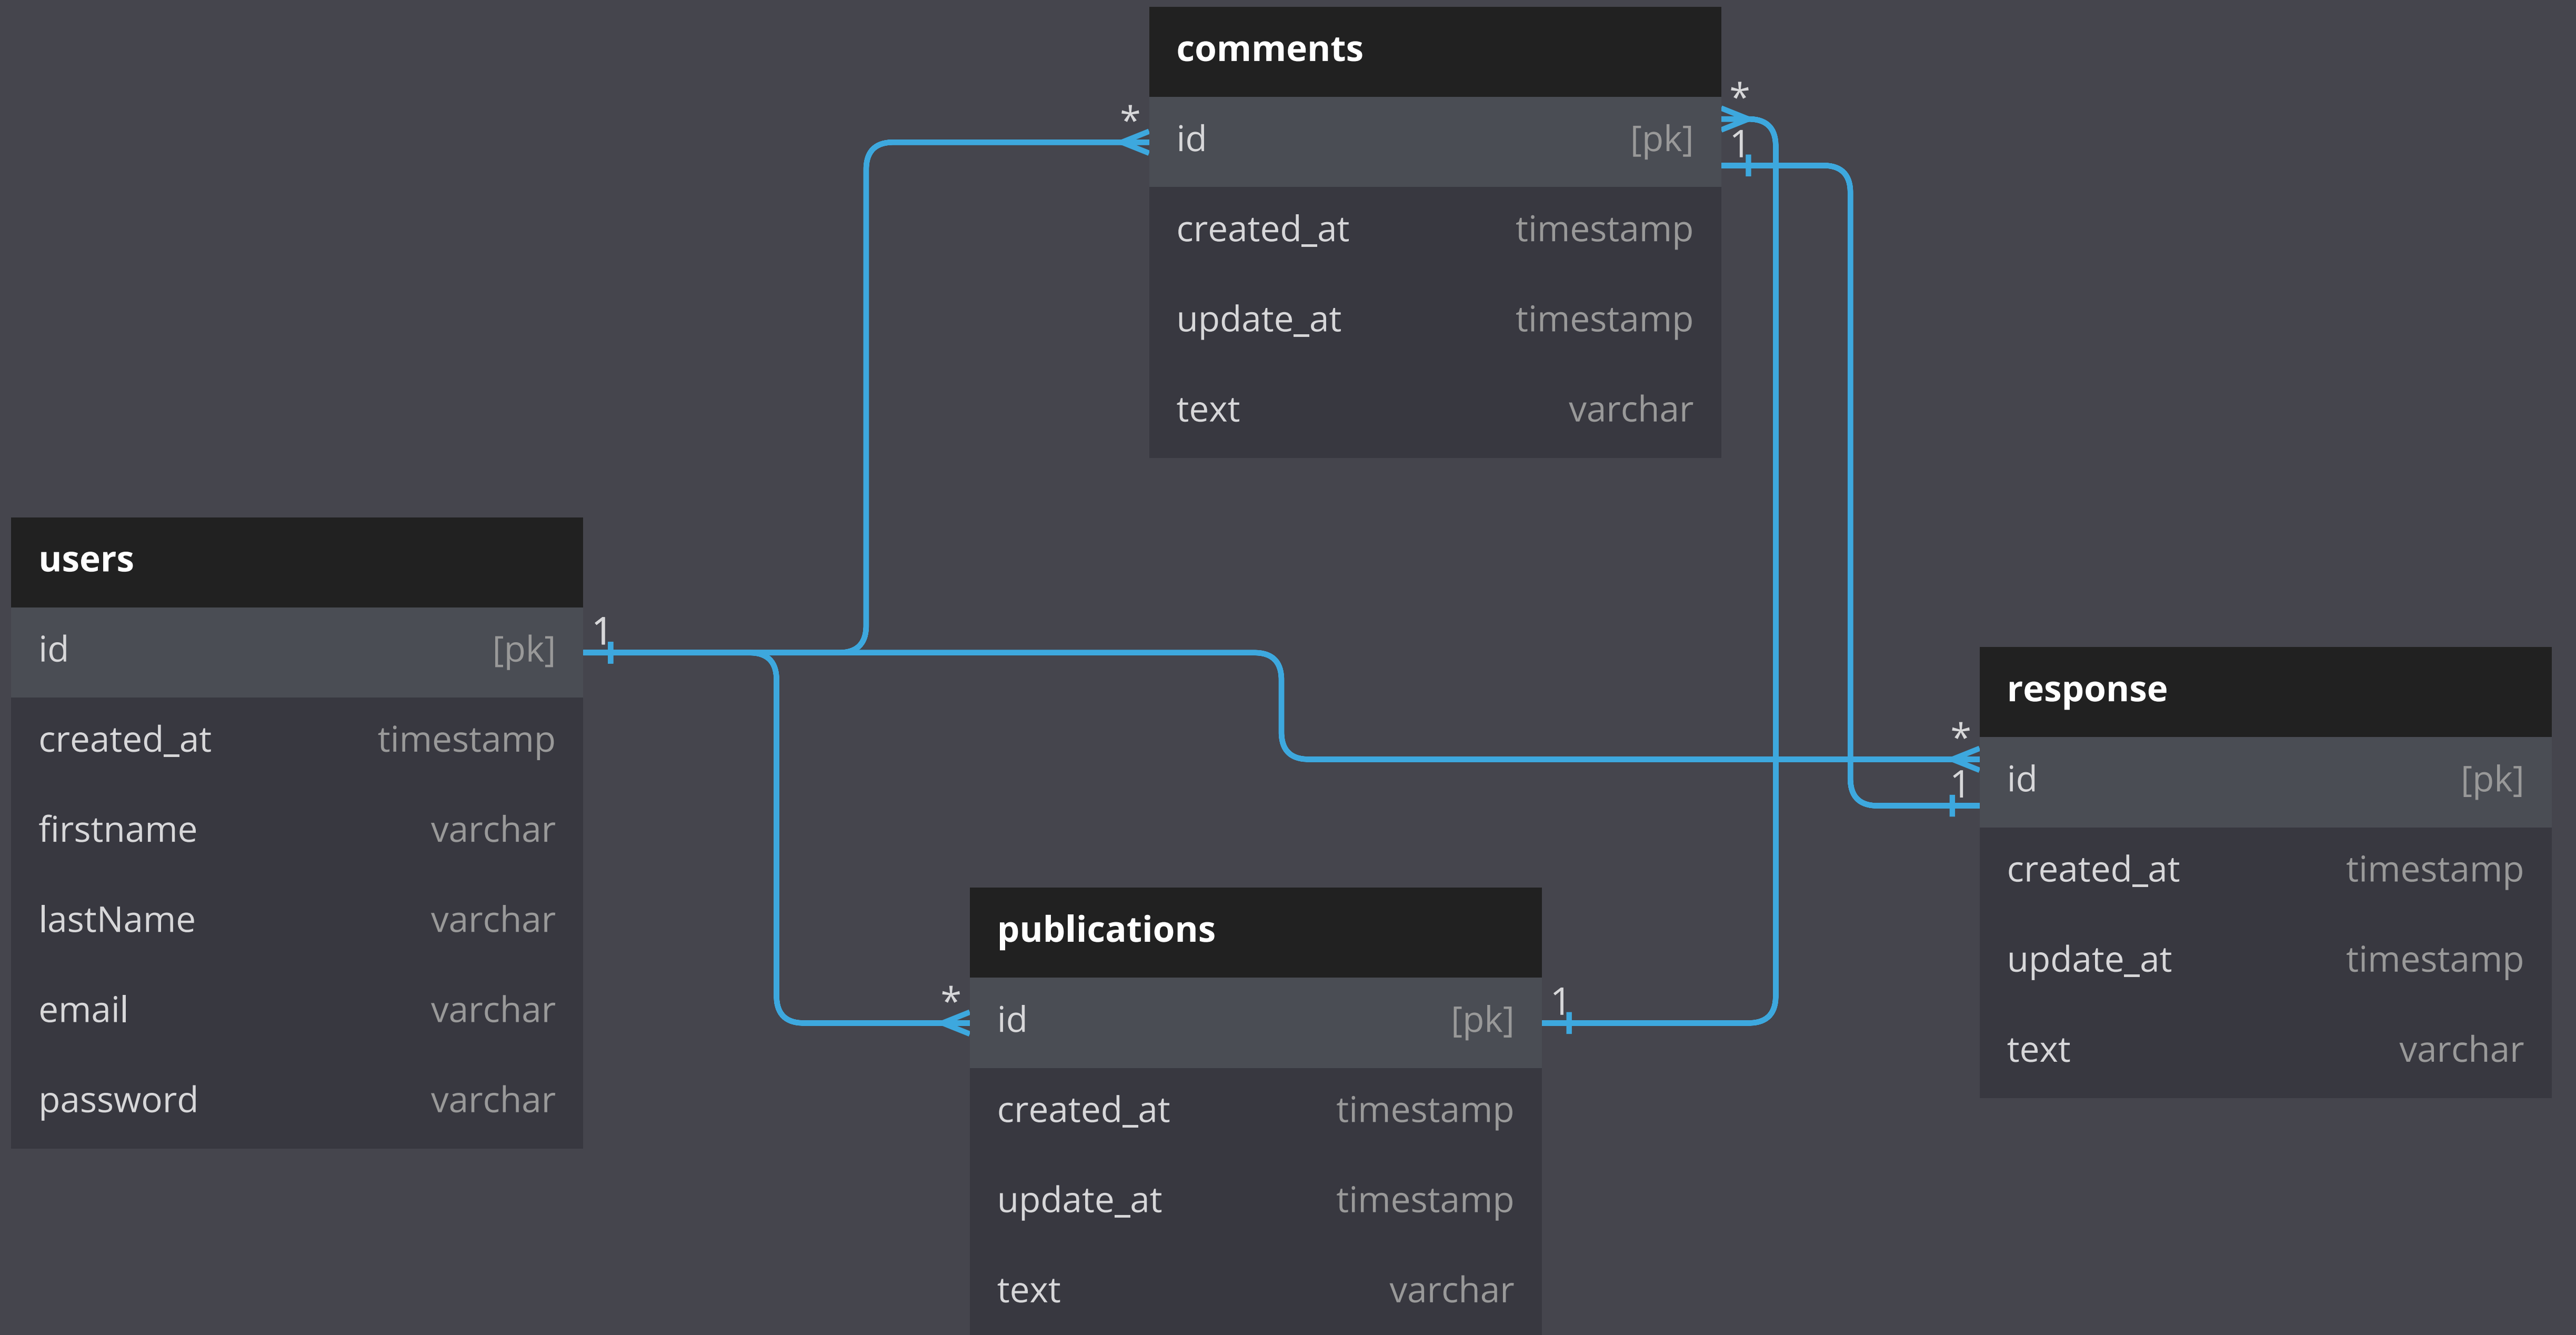 comments
*
*
id [pk]
1
created_at timestamp
update_at timestamp
text varchar
users
1
id [pk]
created_at timestamp
firstname varchar
lastName varchar
email varchar
password varchar
response
*
id [pk]
1
created_at timestamp
update_at timestamp
text varchar
publications
*
1
id [pk]
created_at timestamp
update_at timestamp
text varchar